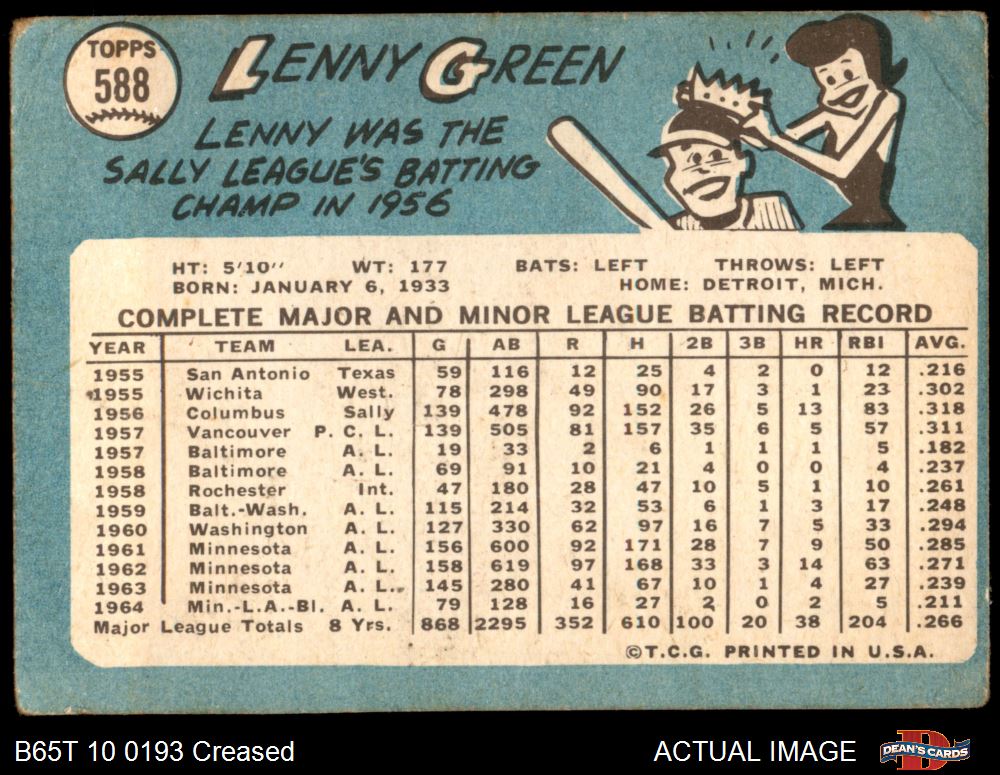 TOPPS
588
LENNY GREEN
LENNY WAS THE
SALLY LEAGUE'S BATTING
CHAMP IN 1956
HT: 5'10" WT: 177 BATS: LEFT THROWS: LEFT
BORN: JANUARY 6, 1933 HOME: DETROIT, MICH.
COMPLETE MAJOR AND MINOR LEAGUE BATTING RECORD
YEAR TEAM LEA. G AB R H 2B 3B HR RBI AVG.
1955 San Antonio Texas 59 116 12 25 4 2 0 12 .216
1955 Wichita West. 78 298 49 90 17 3 1 23 .302
1956 Columbus Sally 139 478 92 152 26 5 13 83 .318
1957 Vancouver P. C. L. 139 505 81 157 35 6 5 57 .311
1957 Baltimore A. L. 19 33 2 6 1 1 1 5 .182
1958 Baltimore A. L. 69 91 10 21 4 0 0 4 .237
1958 Rochester Int. 47 180 28 47 10 5 1 10 .261
1959 Balt.-Wash. A. L. 115 214 32 53 6 1 3 17 .248
1960 Washington A. L. 127 330 62 97 16 7 5 33 .294
1961 Minnesota A. L. 156 600 92 171 28 7 9 50 .285
1962 Minnesota A. L. 158 619 97 168 33 3 14 63 .271
1963 Minnesota A. L. 145 280 41 67 10 1 4 27 .239
1964 Min.-L.A.-Bl. A. L. 79 128 16 27 2 0 2 5 .211
Major League Totals 8 Yrs. 868 2295 352 610 100 20 38 204 .266
©T.C.G. PRINTED IN U.S.A.
B65T 10 0193 Creased ACTUAL IMAGE DEAN'S CARDS